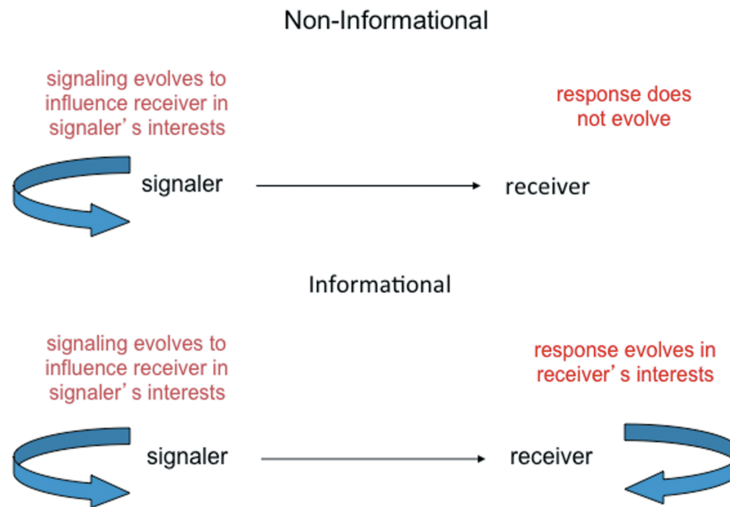 Non-Informational
signaling evolves to
influence receiver in
signaler's interests
response does
not evolve
signaler
receiver
Informational
signaling evolves to
influence receiver in
signaler's interests
response evolves in
receiver's interests
signaler
receiver